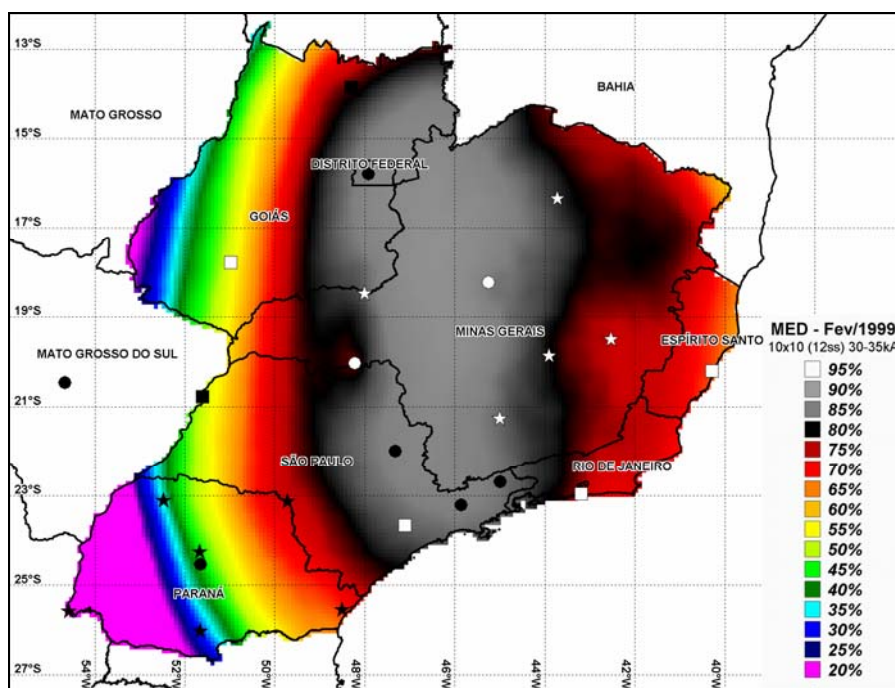 13°S
BAHIA
MATO GROSSO
15°S
DISTRITO FEDERAL
17°S
GOIÁS
19°S
MINAS GERAIS
ESPÍRITO SANTO
MATO GROSSO DO SUL
21°S
SÃO PAULO
RIO DE JANEIRO
23°S
25°S
PARANÁ
27°S
54°W
52°W
50°W
48°W
46°W
44°W
42°W
40°W
MED - Fev/1999
10x10 (12ss) 30-35kA
95%
90%
85%
80%
75%
70%
65%
60%
55%
50%
45%
40%
35%
30%
25%
20%